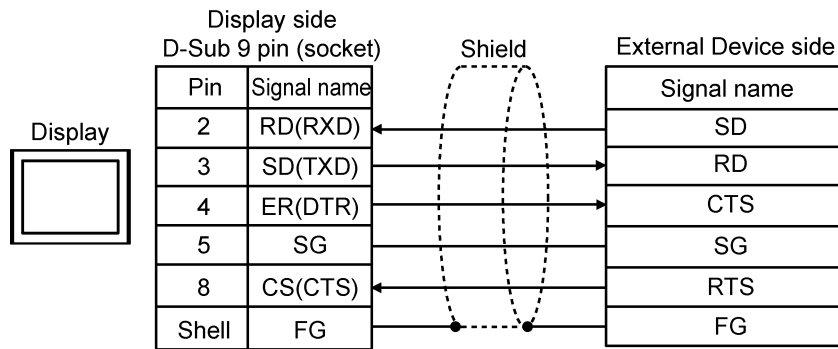 Display side
D-Sub 9 pin (socket)
Shield
External Device side
Pin Signal name
Signal name
Display
2 RD(RXD) SD
3 SD(TXD) RD
4 ER(DTR) CTS
5 SG SG
8 CS(CTS) RTS
Shell FG FG